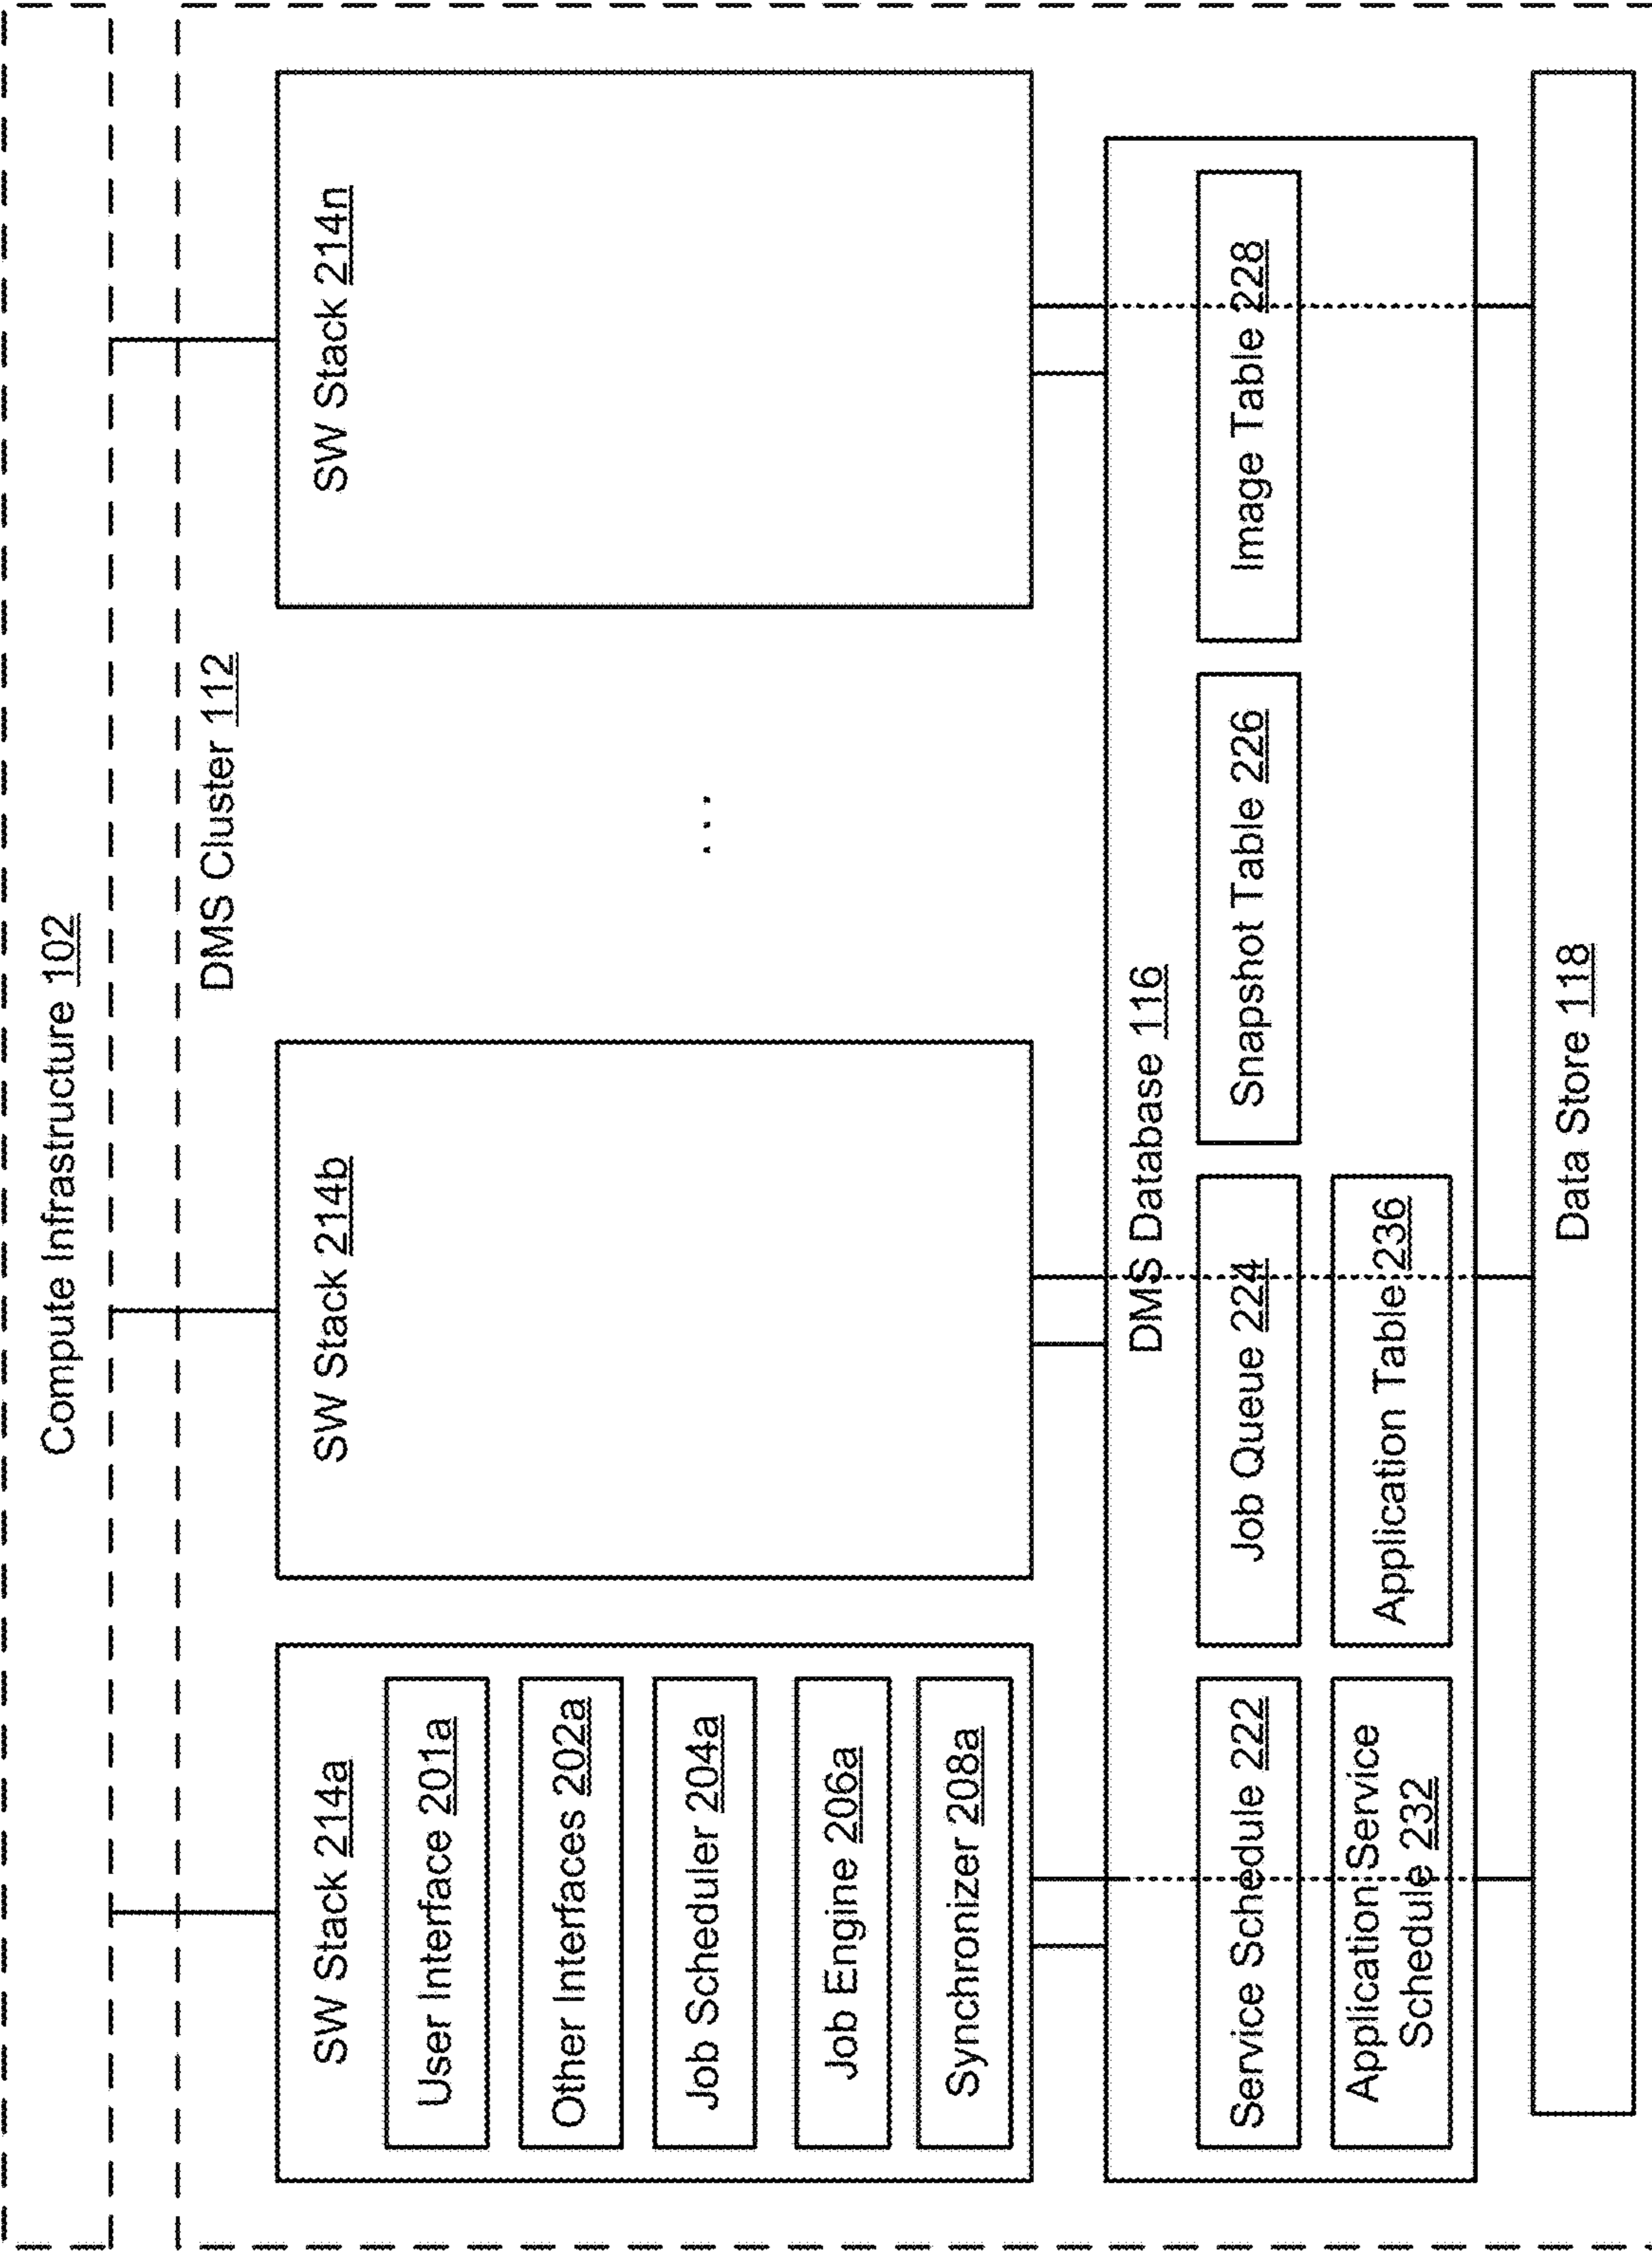 Compute Infrastructure 102
DMS Cluster 112
SW Stack 214a
User Interface 201a
Other Interfaces 202a
Job Scheduler 204a
Job Engine 206a
Synchronizer 208a
SW Stack 214b
...
SW Stack 214n
DMS Database 116
Service Schedule 222
Job Queue 224
Snapshot Table 226
Image Table 228
Application Service
Schedule 232
Application Table 236
Data Store 118